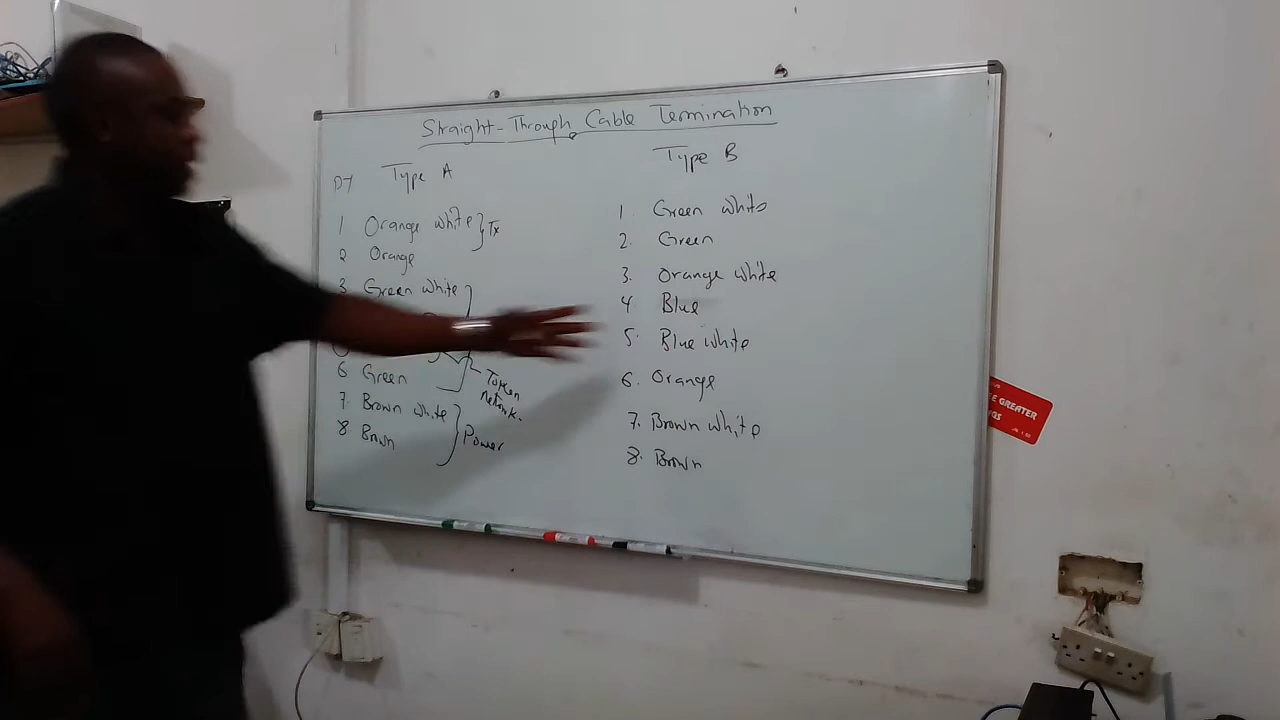 Straight-Through Cable Termination
Type A
1 Orange white } Tx
2 Orange
3 Green white
6 Green
7. Brown white
8 Brown
Power
Type B
1. Green white
2. Green
3. Orange white
4 Blue
5. Blue white
6. Orange
7. Brown white
8. Brown
E GREATER